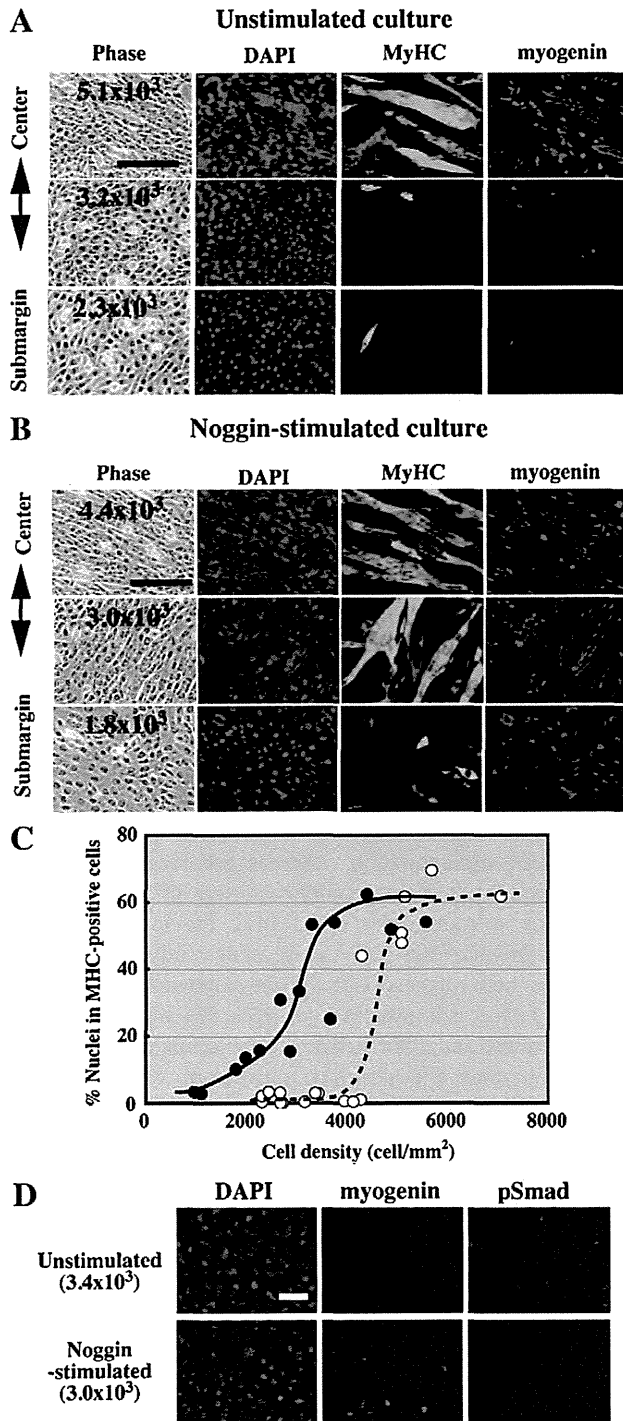 A Unstimulated culture
Phase DAPI MyHC myogenin
Center
Submargin
5.1x10³
3.2x10³
2.3x10³
B Noggin-stimulated culture
Phase DAPI MyHC myogenin
Center
Submargin
4.4x10³
3.0x10³
1.8x10³
C
% Nuclei in MHC-positive cells
80
60
40
20
0
0 2000 4000 6000 8000
Cell density (cell/mm²)
D DAPI myogenin pSmad
Unstimulated
(3.4x10³)
Noggin
-stimulated
(3.0x10³)